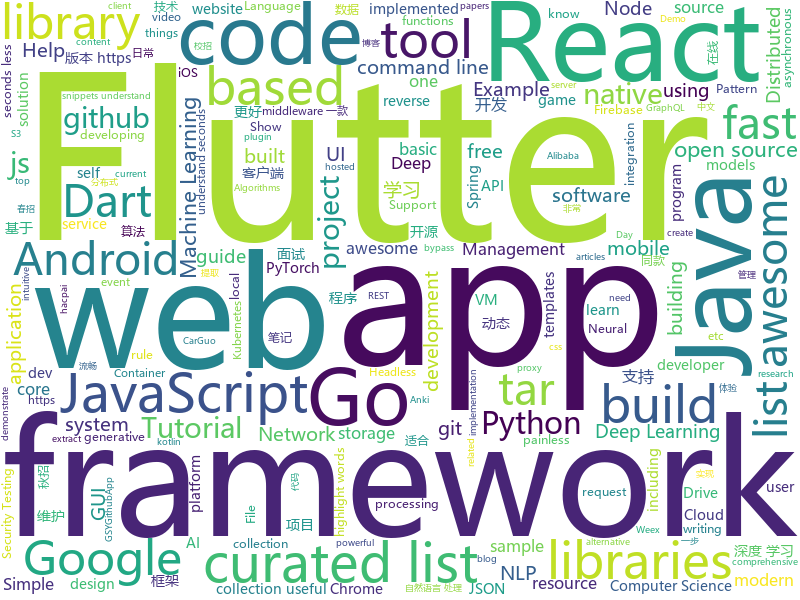 library
code
tool
React
Node
source
技术
数据
client
papers
video
content
Language
Demo
校招
博客
日常
website
implemented
know
functions
things
版本 https
Help
iOS
command line
在线
Distributed
asynchronous
seconds less
solution
based
Example
native
using
Pattern
Flutter
github
更好
middleware 一款
reverse
one
开发
game
Firebase
GraphQL
中文
fast
snippets understand
S3
js
developing
Show
basic
Deep
server
plugin
highlight words
current
self
built
UI
free
Spring
API
Alibaba
integration
open source
top
hosted
Dart
Machine Learning
understand seconds
客户端
学习
software
models
分布式
Algorithms
Support
program
基于
service
project
awesome
开源
Day
create
春招
算法
guide
面试
Management
mobile
同款
管理
Android
PyTorch
bypass
articles
need
intuitive
event
local
REST
building
java
awesome
application
web
app
Kubernetes
程序
development
VM
learn
templates
hacpai
CarGuo
笔记
动态
Neural
流畅
rule
etc
dev
Container
Headless
proxy
css
developer
体验
core
https
JavaScript
Go
tar
支持
build
list
research
demonstrate
client
generative
Anki
implementation
extract
kotlin
Python
painless
system
Tutorial
Network
storage
git
Deep Learning
related
适合
framework
Security Testing
秋招
维护
GUI
GSYGithubApp
platform
processing
request
including
Drive
user
File
代码
实现
Cloud
writing
项目
Google
AI
collection
powerful
sample
alternative
Weex
一步
blog
curated list
libraries
JSON
NLP
resource
深度 学习
comprehensive
Simple
design
框架
collection useful
Chrome
自然语言 处理
Computer Science
modern
非常
提取